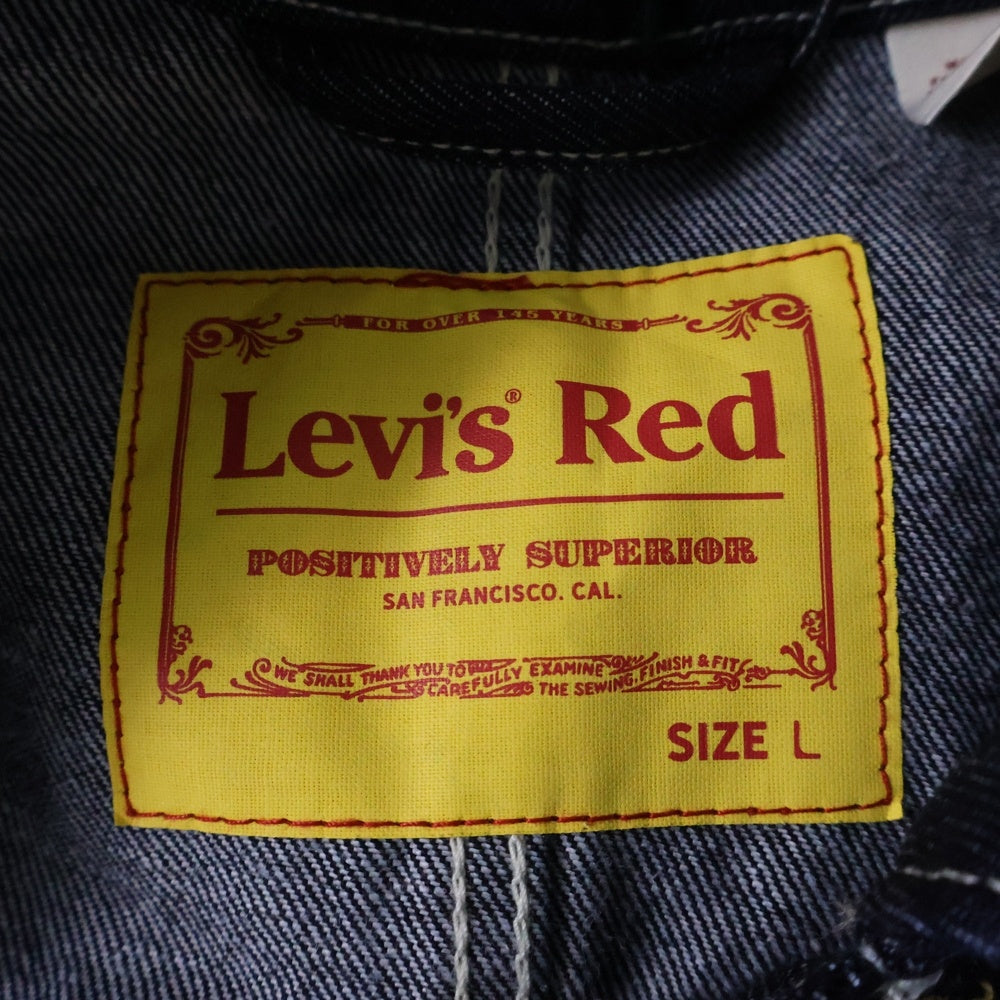 FOR OVER 145 YEARS
Levi's® Red
POSITIVELY SUPERIOR
SAN FRANCISCO. CAL.
WE SHALL THANK YOU TO EXAMINE FINISH & FIT
CAREFULLY THE SEWING,
SIZE L